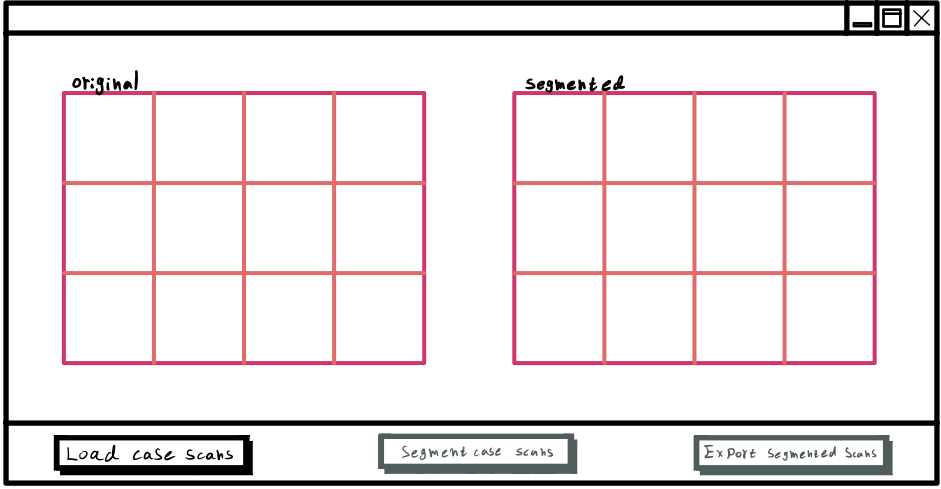 original
segmented
Load case scans
Segment case scans
Export segmented scans